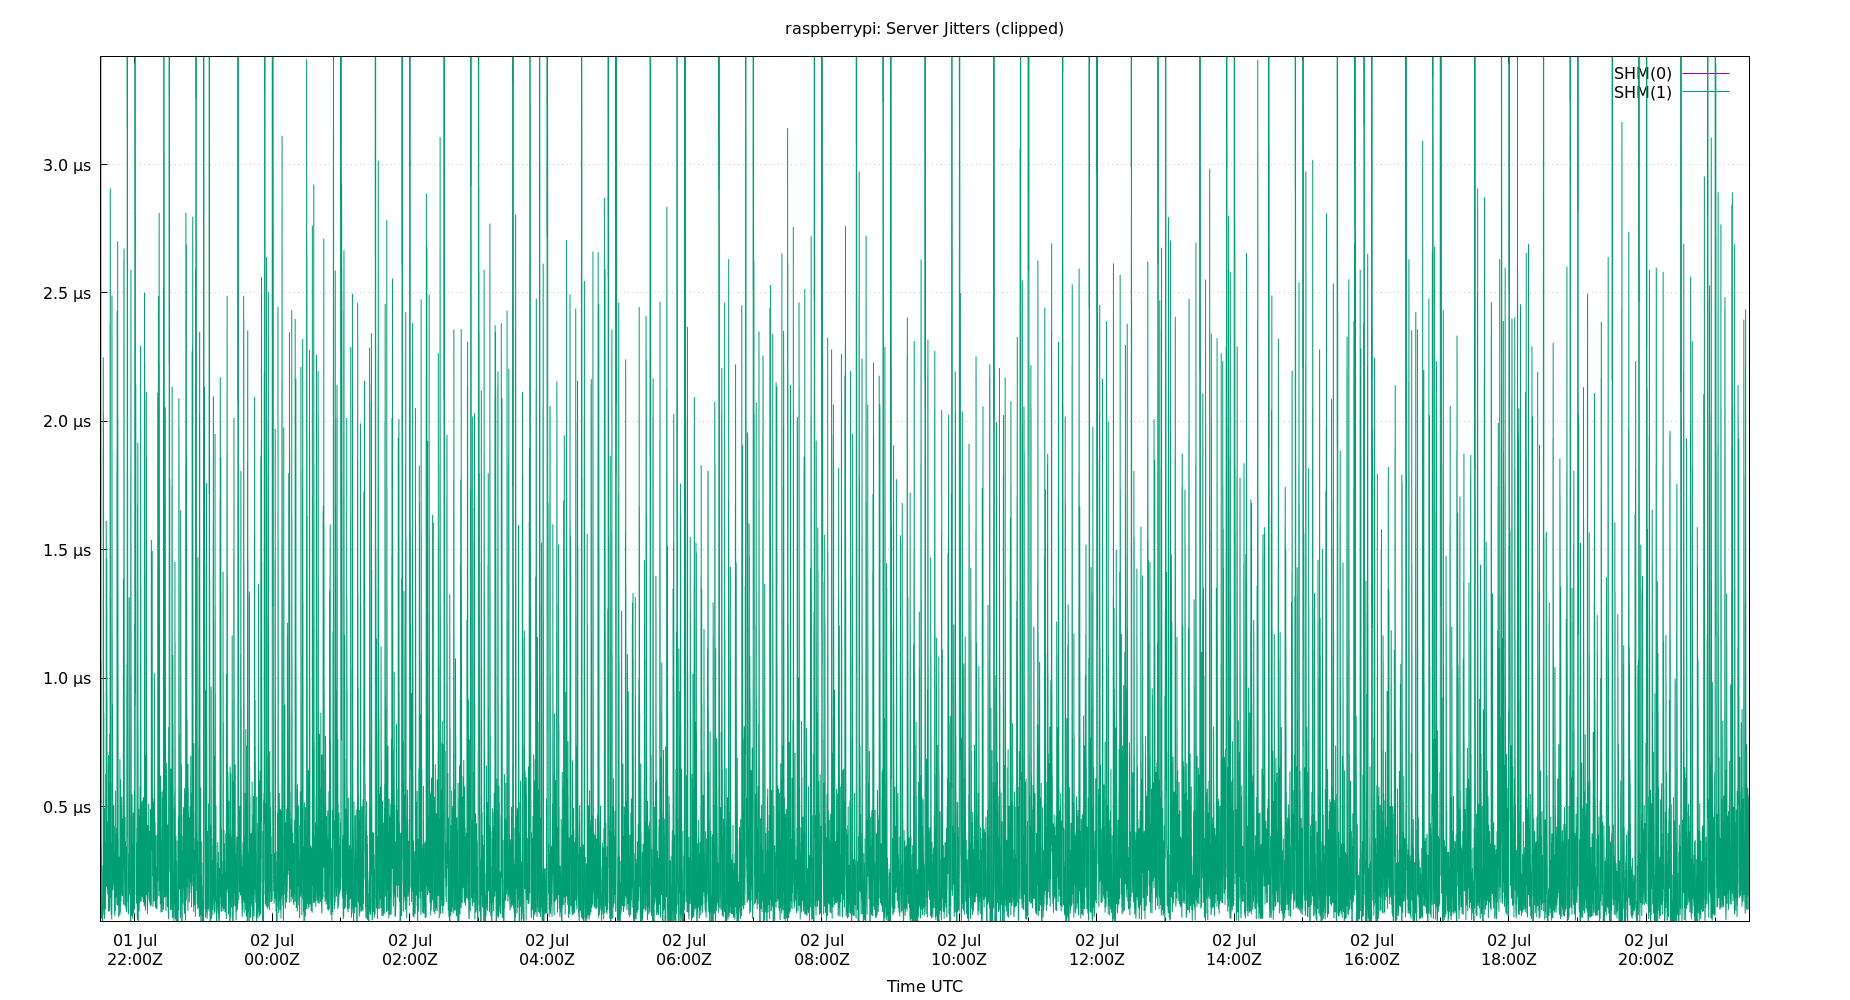 raspberrypi: Server Jitters (clipped)
SHM(0)
SHM(1)
3.0 μs
2.5 μs
2.0 μs
1.5 μs
1.0 μs
0.5 μs
01 Jul 02 Jul 02 Jul 02 Jul 02 Jul 02 Jul 02 Jul 02 Jul 02 Jul 02 Jul 02 Jul 02 Jul
22:00Z 00:00Z 02:00Z 04:00Z 06:00Z 08:00Z 10:00Z 12:00Z 14:00Z 16:00Z 18:00Z 20:00Z
Time UTC